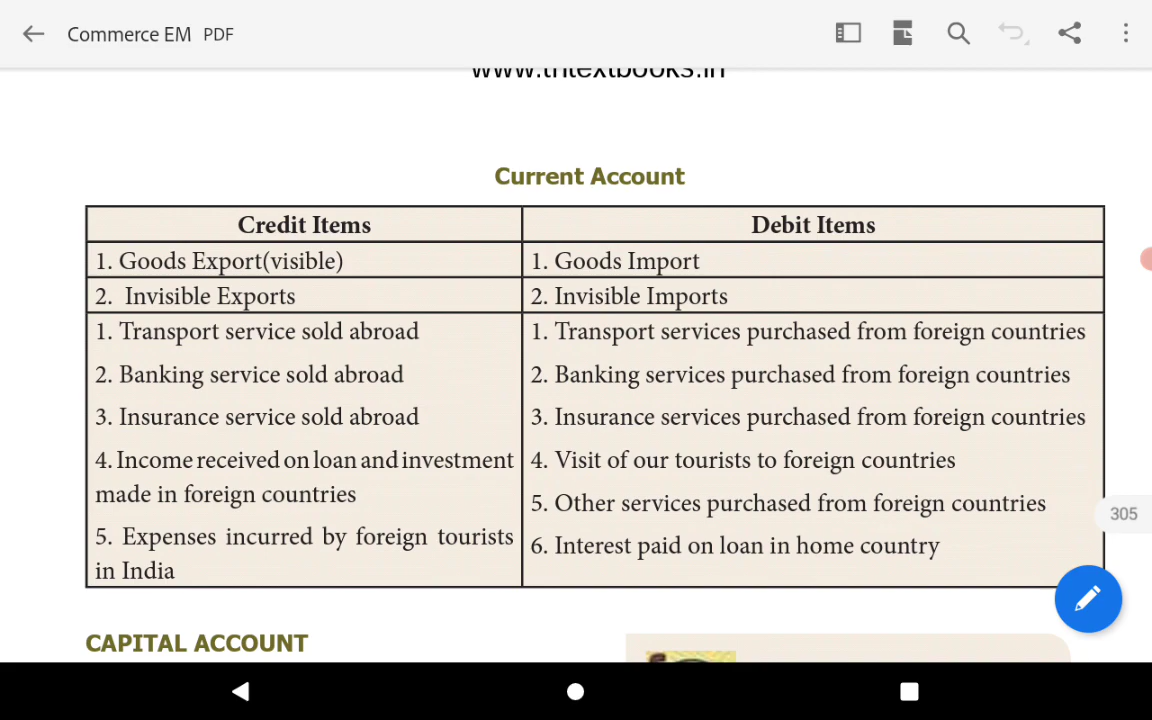 Commerce EM PDF
www.tntextbooks.in
Current Account
Credit Items
Debit Items
1. Goods Export(visible)
1. Goods Import
2. Invisible Exports
2. Invisible Imports
1. Transport service sold abroad
2. Banking service sold abroad
3. Insurance service sold abroad
4. Income received on loan and investment
made in foreign countries
5. Expenses incurred by foreign tourists
in India
1. Transport services purchased from foreign countries
2. Banking services purchased from foreign countries
3. Insurance services purchased from foreign countries
4. Visit of our tourists to foreign countries
5. Other services purchased from foreign countries
6. Interest paid on loan in home country
305
CAPITAL ACCOUNT